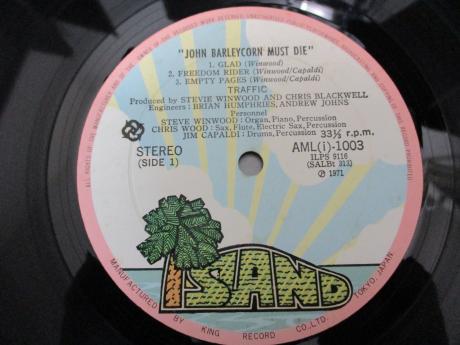 "JOHN BARLEYCORN MUST DIE"
1. GLAD (Winwood)
2. FREEDOM RIDER (Winwood/Capaldi)
3. EMPTY PAGES (Winwood/Capaldi)
TRAFFIC
Produced by STEVIE WINWOOD AND CHRIS BLACKWELL
Engineers : BRIAN HUMPHRIES, ANDREW JOHNS
Personnel
STEVE WINWOOD : Organ, Piano, Percussion
CHRIS WOOD : Sax, Flute, Electric Sax, Percussion
JIM CAPALDI : Drums, Percussion 33⅓ r.p.m.
STEREO
(SIDE 1)
AML(i)-1003
ILPS 9116
(SALBt 313)
℗ 1971
ISLAND
MANUFACTURED BY KING RECORD CO., LTD. TOKYO JAPAN